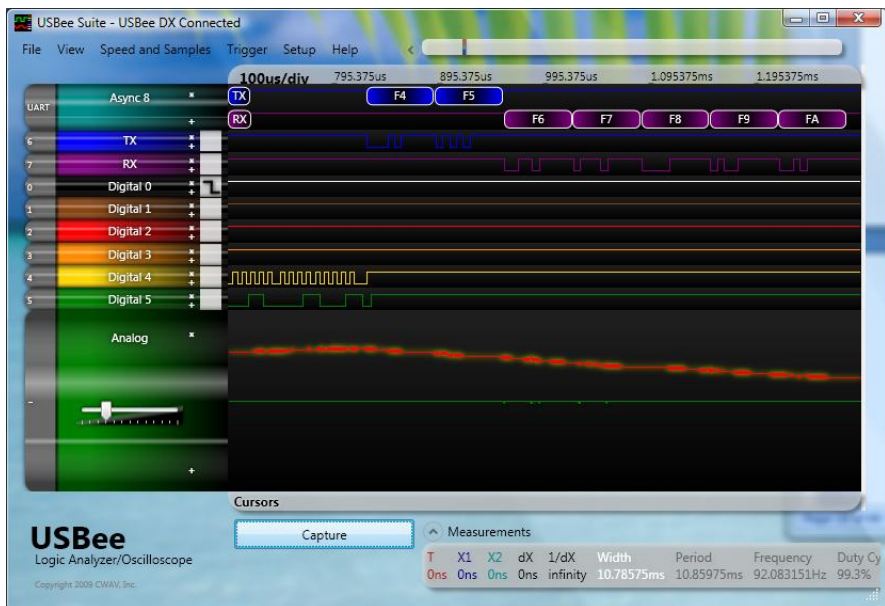 USBee Suite - USBee DX Connected
File View Speed and Samples Trigger Setup Help <
100us/div 795.375us 895.375us 995.375us 1.095375ms 1.195375ms
UART Async 8 TX F4 F5
RX F6 F7 F8 F9 FA
6 TX
7 RX
0 Digital 0
1 Digital 1
2 Digital 2
3 Digital 3
4 Digital 4
5 Digital 5
Analog
Cursors
USBee
Logic Analyzer/Oscilloscope
Copyright 2009 CWAV, Inc.
Capture
Measurements
T X1 X2 dX 1/dX Width Period Frequency Duty Cy
0ns 0ns 0ns 0ns infinity 10.78575ms 10.85975ms 92.083151Hz 99.3%